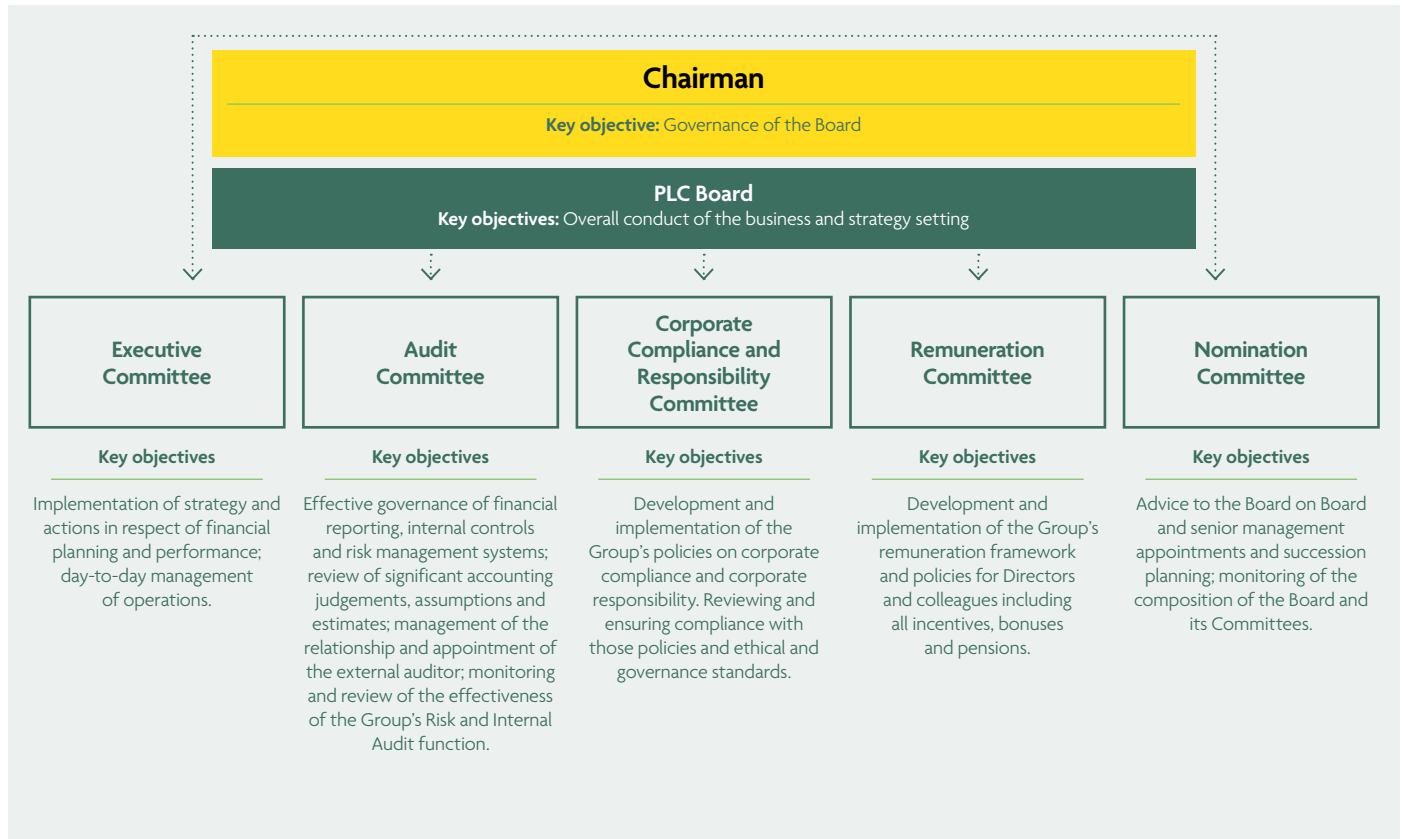 Chairman
Key objective: Governance of the Board
PLC Board
Key objectives: Overall conduct of the business and strategy setting
Executive
Committee
Key objectives
Implementation of strategy and
actions in respect of financial
planning and performance;
day-to-day management
of operations.
Audit
Committee
Key objectives
Effective governance of financial
reporting, internal controls
and risk management systems;
review of significant accounting
judgements, assumptions and
estimates; management of the
relationship and appointment of
the external auditor; monitoring
and review of the effectiveness
of the Group’s Risk and Internal
Audit function.
Corporate
Compliance and
Responsibility
Committee
Key objectives
Development and
implementation of the
Group’s policies on corporate
compliance and corporate
responsibility. Reviewing and
ensuring compliance with
those policies and ethical and
governance standards.
Remuneration
Committee
Key objectives
Development and
implementation of the Group’s
remuneration framework
and policies for Directors
and colleagues including
all incentives, bonuses
and pensions.
Nomination
Committee
Key objectives
Advice to the Board on Board
and senior management
appointments and succession
planning; monitoring of the
composition of the Board and
its Committees.